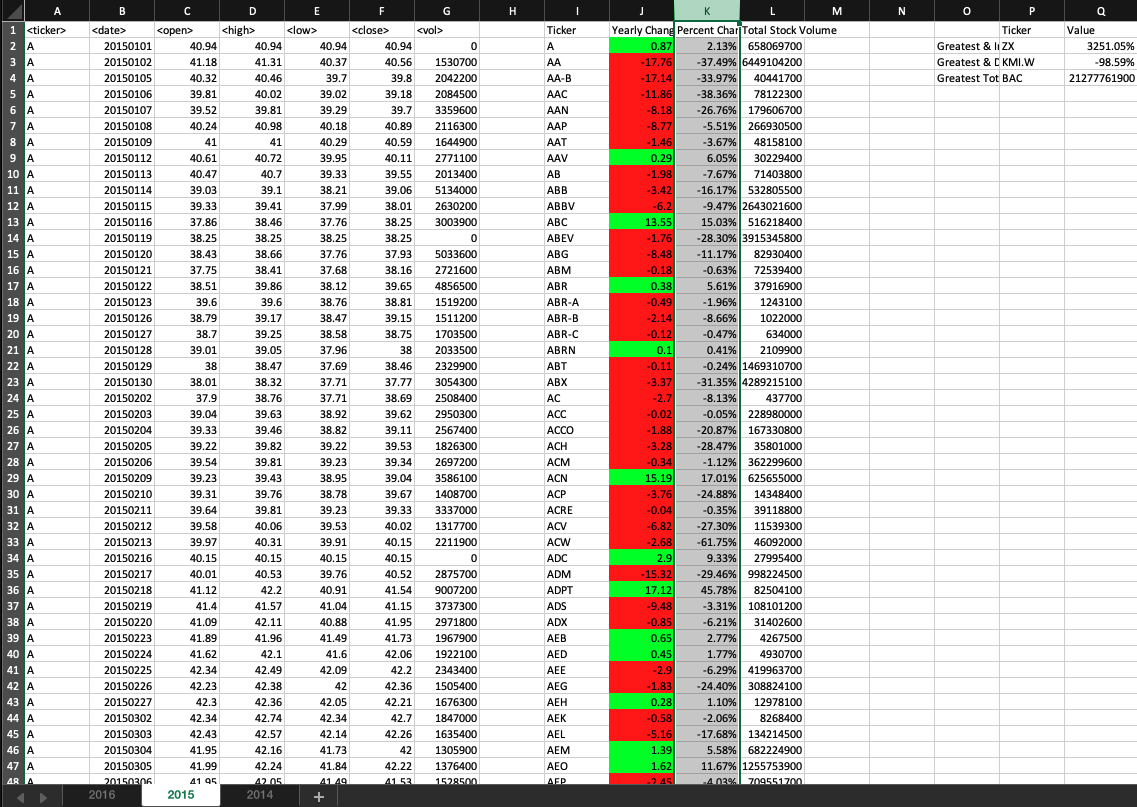 A B C D E F G H I J K L M N O P Q
1 <ticker> <date> <open> <high> <low> <close> <vol> Ticker Yearly Chang Percent Char Total Stock Volume Ticker Value
2 A 20150101 40.94 40.94 40.94 40.94 0 A 0.87 2.13% 658069700 Greatest & Ir ZX 3251.05%
3 A 20150102 41.18 41.31 40.37 40.56 1530700 AA -17.76 -37.49% 6449104200 Greatest & D KMI.W -98.59%
4 A 20150105 40.32 40.46 39.7 39.8 2042200 AA-B -17.14 -33.97% 40441700 Greatest Tot BAC 21277761900
5 A 20150106 39.81 40.02 39.02 39.18 2084500 AAC -11.86 -38.36% 78122300
6 A 20150107 39.52 39.81 39.29 39.7 3359600 AAN -8.18 -26.76% 179606700
7 A 20150108 40.24 40.98 40.18 40.89 2116300 AAP -8.77 -5.51% 266930500
8 A 20150109 41 41 40.29 40.59 1644900 AAT -1.46 -3.67% 48158100
9 A 20150112 40.61 40.72 39.95 40.11 2771100 AAV 0.29 6.05% 30229400
10 A 20150113 40.47 40.7 39.33 39.55 2013400 AB -1.98 -7.67% 71403800
11 A 20150114 39.03 39.1 38.21 39.06 5134000 ABB -3.42 -16.17% 532805500
12 A 20150115 39.33 39.41 37.99 38.01 2630200 ABBV -6.2 -9.47% 2643021600
13 A 20150116 37.86 38.46 37.76 38.25 3003900 ABC 13.55 15.03% 516218400
14 A 20150119 38.25 38.25 38.25 38.25 0 ABEV -1.76 -28.30% 3915345800
15 A 20150120 38.43 38.66 37.76 37.93 5033600 ABG -8.48 -11.17% 82930400
16 A 20150121 37.75 38.41 37.68 38.16 2721600 ABM -0.18 -0.63% 72539400
17 A 20150122 38.51 39.86 38.12 39.65 4856500 ABR 0.38 5.61% 37916900
18 A 20150123 39.6 39.6 38.76 38.81 1519200 ABR-A -0.49 -1.96% 1243100
19 A 20150126 38.79 39.17 38.47 39.15 1511200 ABR-B -2.14 -8.66% 1022000
20 A 20150127 38.7 39.25 38.58 38.75 1703500 ABR-C -0.12 -0.47% 634000
21 A 20150128 39.01 39.05 37.96 38 2033500 ABRN 0.1 0.41% 2109900
22 A 20150129 38 38.47 37.69 38.46 2329900 ABT -0.11 -0.24% 1469310700
23 A 20150130 38.01 38.32 37.71 37.77 3054300 ABX -3.37 -31.35% 4289215100
24 A 20150202 37.9 38.76 37.71 38.69 2508400 AC -2.7 -8.13% 437700
25 A 20150203 39.04 39.63 38.92 39.62 2950300 ACC -0.02 -0.05% 228980000
26 A 20150204 39.33 39.46 38.82 39.11 2567400 ACCO -1.88 -20.87% 167330800
27 A 20150205 39.22 39.82 39.22 39.53 1826300 ACH -3.28 -28.47% 35801000
28 A 20150206 39.54 39.81 39.23 39.34 2697200 ACM -0.34 -1.12% 362299600
29 A 20150209 39.23 39.43 38.95 39.04 3586100 ACN 15.19 17.01% 625655000
30 A 20150210 39.31 39.76 38.78 39.67 1408700 ACP -3.76 -24.88% 14348400
31 A 20150211 39.64 39.81 39.23 39.33 3337000 ACRE -0.04 -0.35% 39118800
32 A 20150212 39.58 40.06 39.53 40.02 1317700 ACV -6.82 -27.30% 11539300
33 A 20150213 39.97 40.31 39.91 40.15 2211900 ACW -2.68 -61.75% 46092000
34 A 20150216 40.15 40.15 40.15 40.15 0 ADC 2.9 9.33% 27995400
35 A 20150217 40.01 40.53 39.76 40.52 2875700 ADM -15.32 -29.46% 998224500
36 A 20150218 41.12 42.2 40.91 41.54 9007200 ADPT 17.12 45.78% 82504100
37 A 20150219 41.4 41.57 41.04 41.15 3737300 ADS -9.48 -3.31% 108101200
38 A 20150220 41.09 42.11 40.88 41.95 2971800 ADX -0.85 -6.21% 31402600
39 A 20150223 41.89 41.96 41.49 41.73 1967900 AEB 0.65 2.77% 4267500
40 A 20150224 41.62 42.1 41.6 42.06 1922100 AED 0.45 1.77% 4930700
41 A 20150225 42.34 42.49 42.09 42.2 2343400 AEE -2.9 -6.29% 419963700
42 A 20150226 42.23 42.38 42 42.36 1505400 AEG -1.83 -24.40% 308824100
43 A 20150227 42.3 42.36 42.05 42.21 1676300 AEH 0.28 1.10% 12978100
44 A 20150302 42.34 42.74 42.34 42.7 1847000 AEK -0.58 -2.06% 8268400
45 A 20150303 42.43 42.57 42.14 42.26 1635400 AEL -5.16 -17.68% 134214500
46 A 20150304 41.95 42.16 41.73 42 1305900 AEM 1.39 5.58% 682224900
47 A 20150305 41.99 42.24 41.84 42.22 1376400 AEO 1.62 11.67% 1255753900
48 A 20150306 41.95 42.05 41.49 41.53 1528500 AEP -2.45 -4.03% 709551700
2016 2015 2014 +